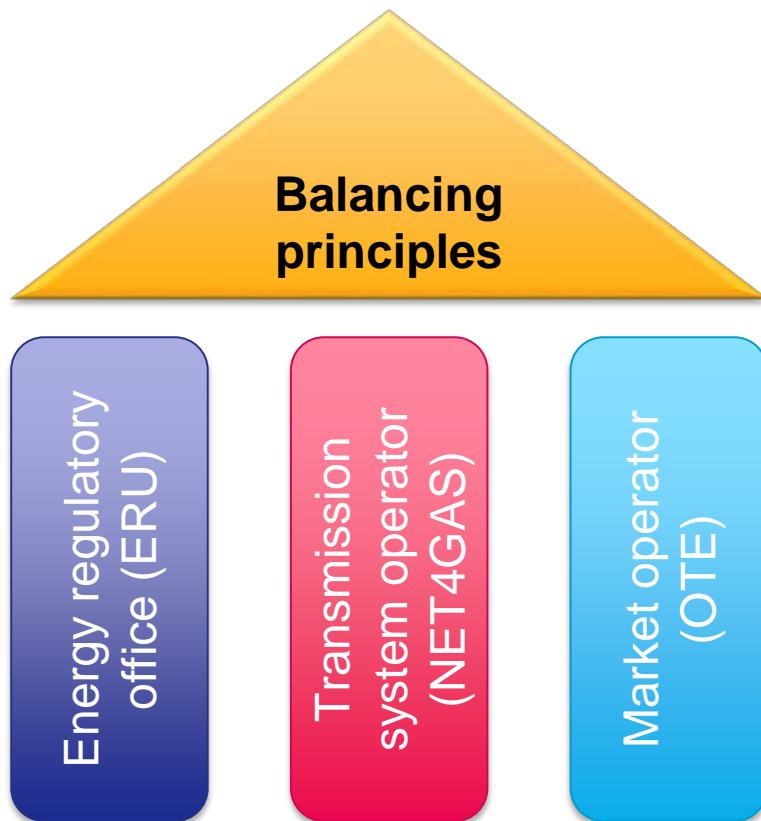 Balancing
principles
Energy regulatory
office (ERU)
Transmission
system operator
(NET4GAS)
Market operator
(OTE)